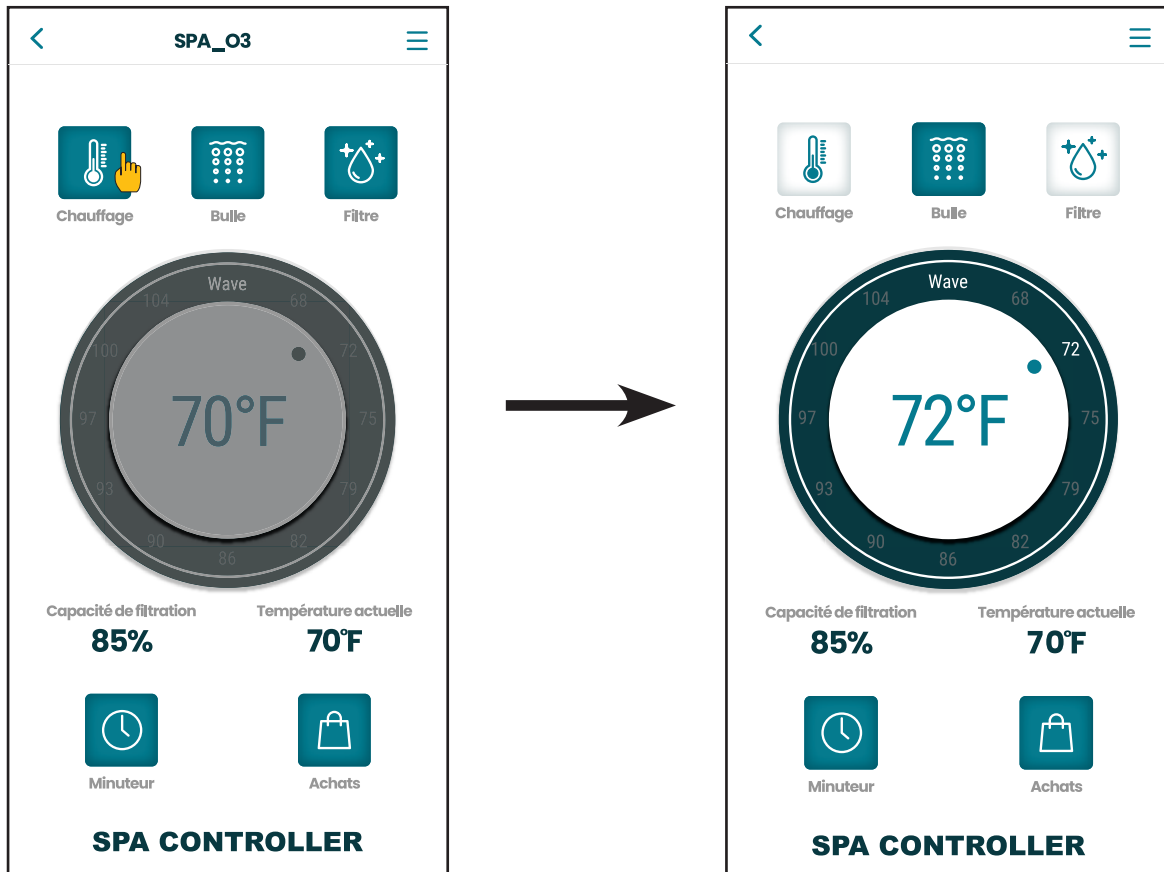 SPA_O3
Chauffage
Bulle
Filtre
Wave
104
68
100
72
70°F
97
75
93
79
90
82
86
Capacité de filtration
Température actuelle
85%
70°F
Minuteur
Achats
SPA CONTROLLER
Chauffage
Bulle
Filtre
Wave
104
68
100
72
72°F
97
75
93
79
90
82
86
Capacité de filtration
Température actuelle
85%
70°F
Minuteur
Achats
SPA CONTROLLER